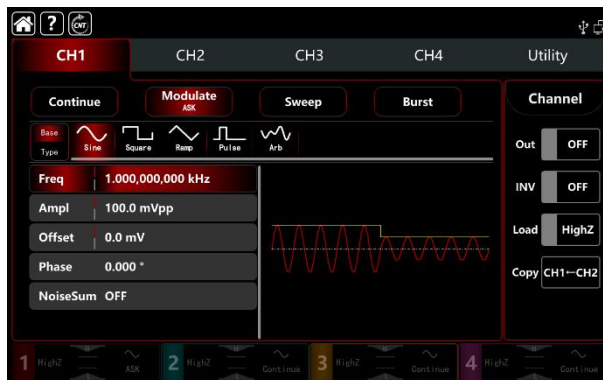 ? CNT
CH1 CH2 CH3 CH4 Utility
Continue Modulate Sweep Burst Channel
ASK
Base
Type Sine Square Ramp Pulse Arb
Out OFF
Freq 1.000,000,000 kHz
INV OFF
Ampl 100.0 mVpp
Offset 0.0 mV
Load HighZ
Phase 0.000 °
Copy CH1←CH2
NoiseSum OFF
1 HighZ ASK 2 HighZ Continue 3 HighZ Continue 4 HighZ Continue